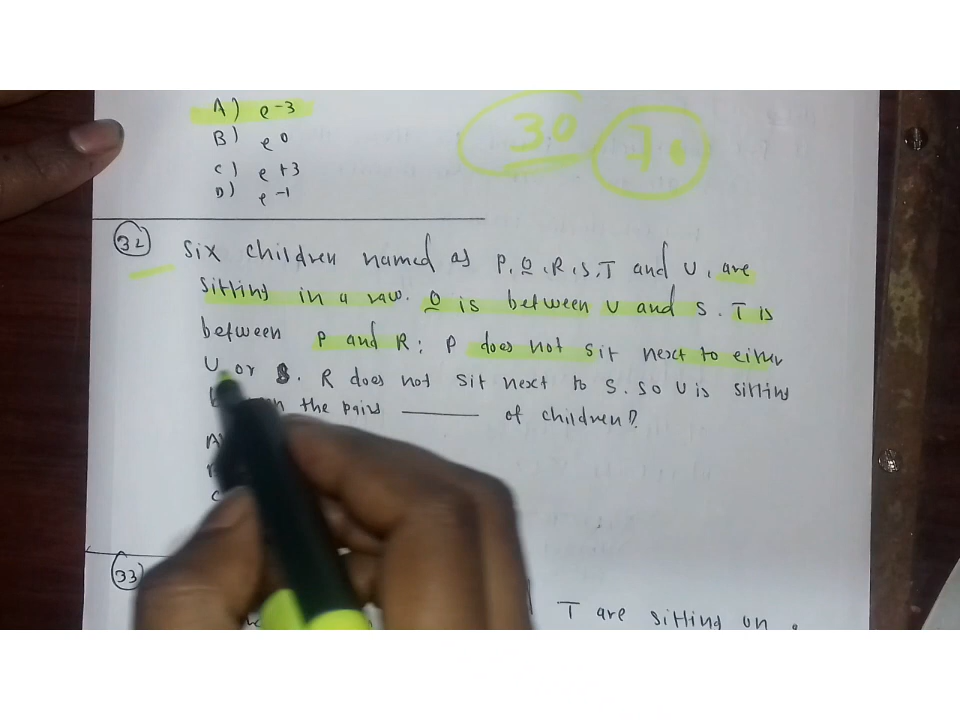 A) e-3
B) e0
C) e+3
D) e-1
30 70
32 Six children named as P, Q, R, S, T and U, are
sitting in a raw. Q is between U and S. T is
between P and R; P does not sit next to either
U or S. R does not sit next to S. so U is sitting
the pairs ______ of children?
A
33
T are sitting on